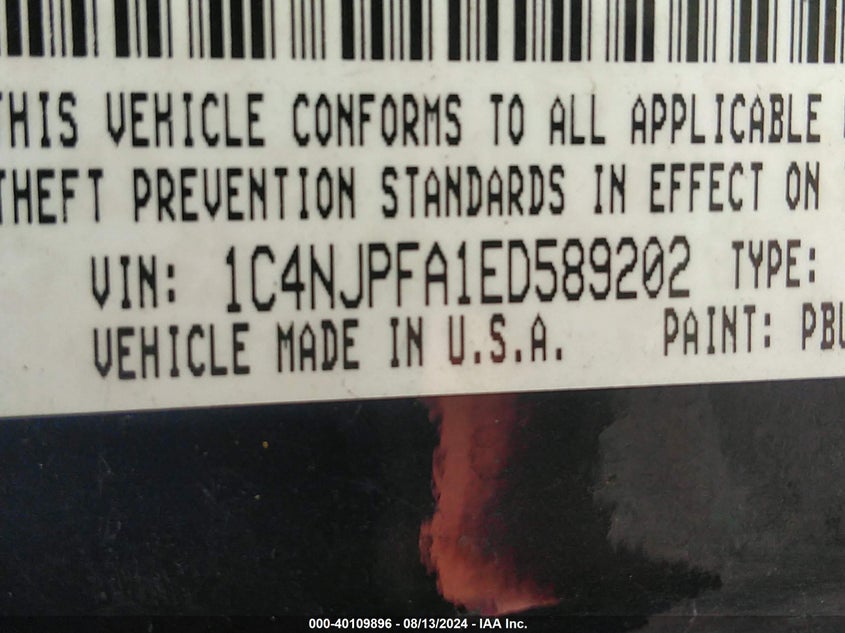 THIS VEHICLE CONFORMS TO ALL APPLICABLE
THEFT PREVENTION STANDARDS IN EFFECT ON
VIN: 1C4NJPFA1ED589202 TYPE:
VEHICLE MADE IN U.S.A. PAINT: PBU
000-40109896 - 08/13/2024 - IAA Inc.